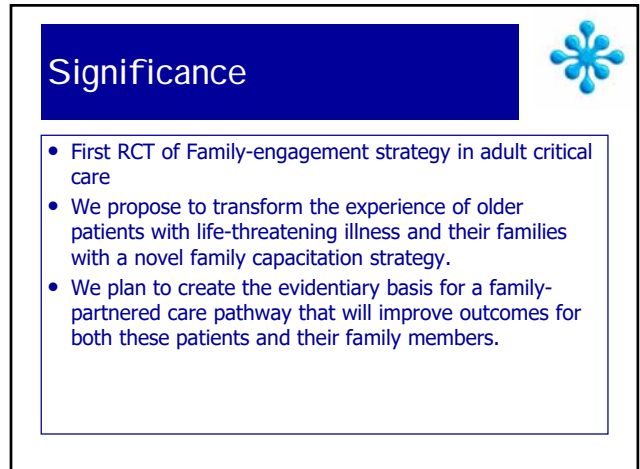 Significance
• First RCT of Family-engagement strategy in adult critical
care
• We propose to transform the experience of older
patients with life-threatening illness and their families
with a novel family capacitation strategy.
• We plan to create the evidentiary basis for a family-
partnered care pathway that will improve outcomes for
both these patients and their family members.